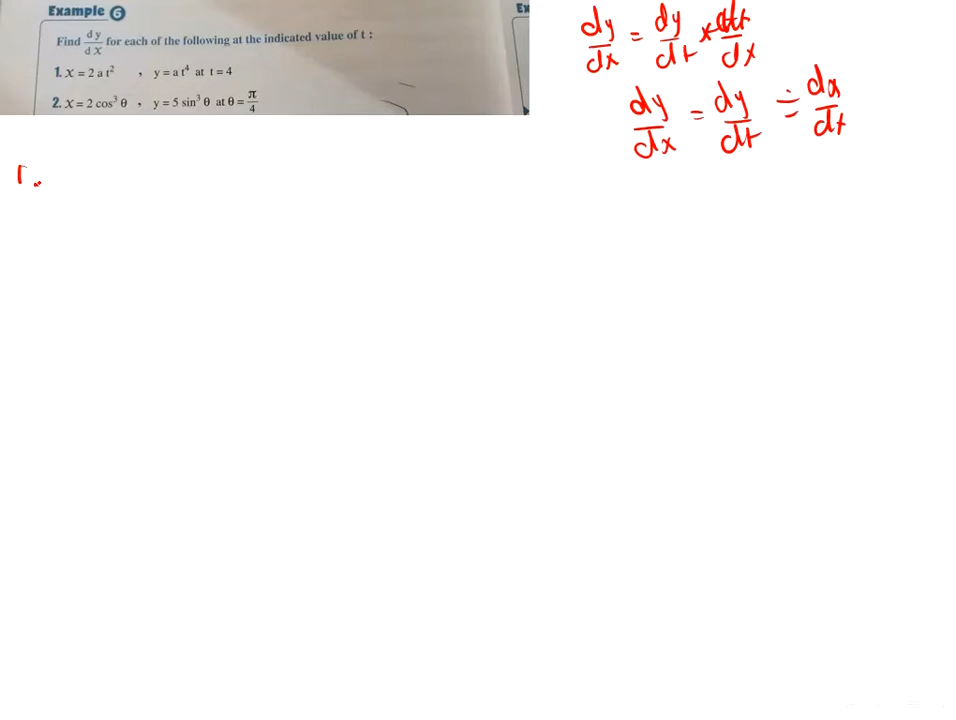 Example 6
Find dy/dx for each of the following at the indicated value of t :
1. x = 2 a t² , y = a t⁴ at t = 4
2. x = 2 cos³ θ , y = 5 sin³ θ at θ = π/4
Ex
dy/dx = dy/dt × dt/dx
dy/dx = dy/dt ÷ dx/dt
1.